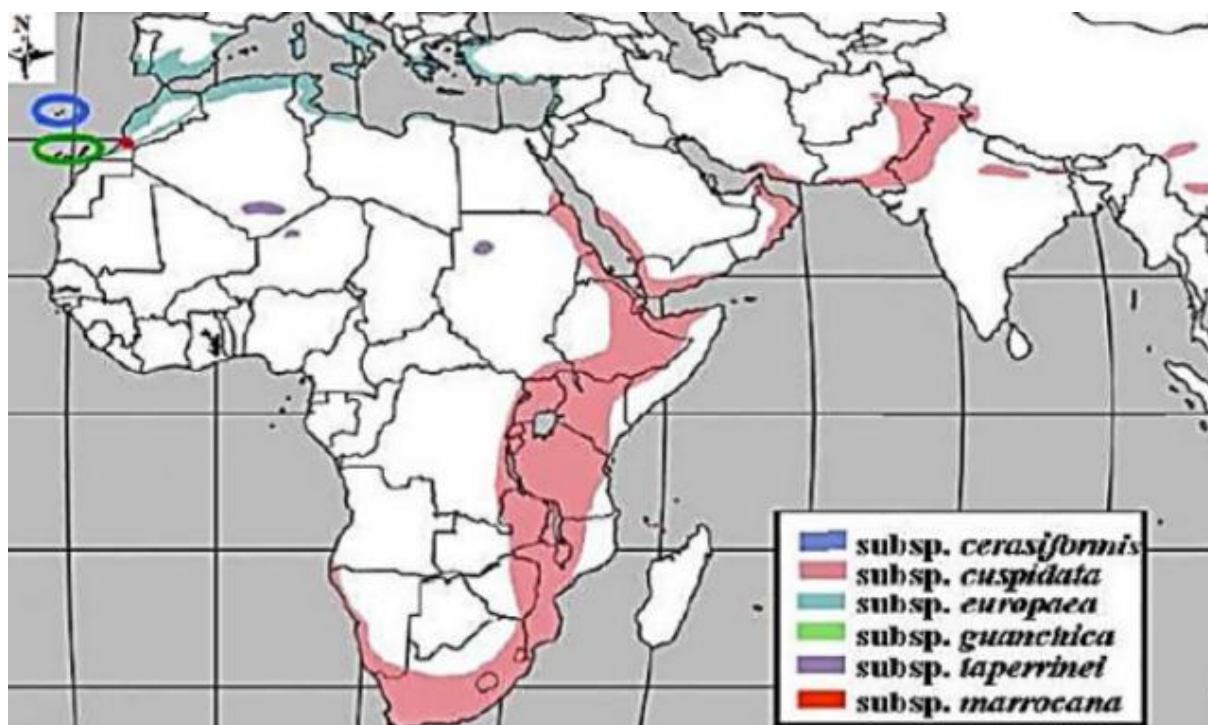 N
subsp. cerasiformis
subsp. cuspidata
subsp. europaea
subsp. guanchica
subsp. laperrinei
subsp. marrocana